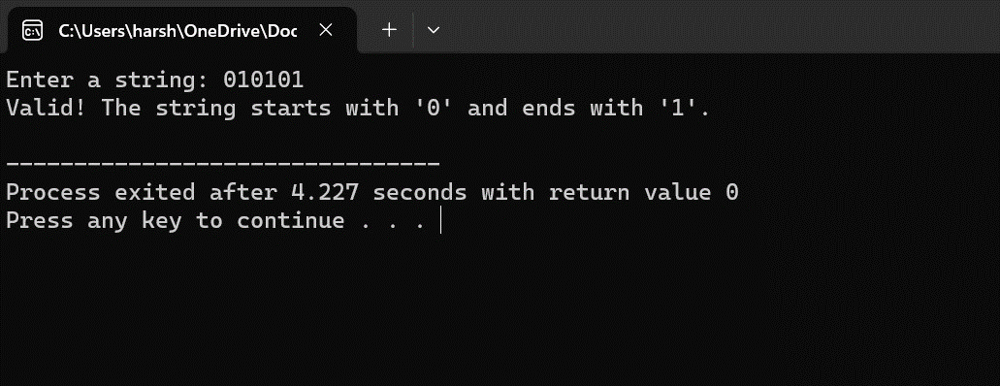 C:\Users\harsh\OneDrive\Doc
Enter a string: 010101
Valid! The string starts with '0' and ends with '1'.
--------------------------------
Process exited after 4.227 seconds with return value 0
Press any key to continue . . .